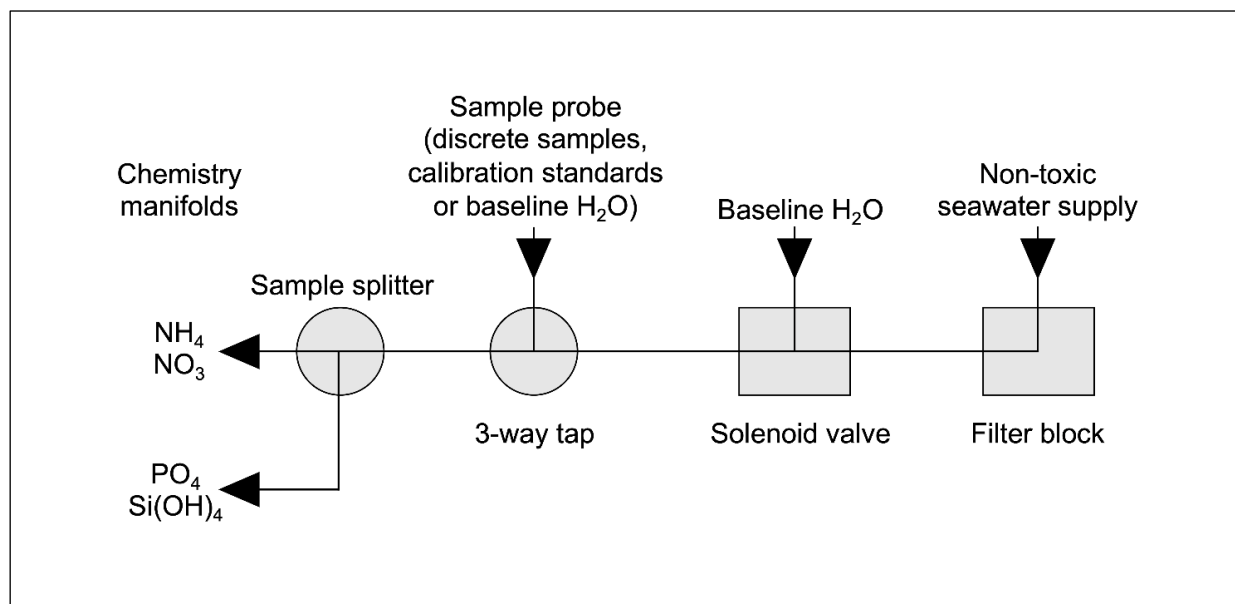 Sample probe
(discrete samples,
calibration standards
or baseline H₂O)
Chemistry
manifolds
Non-toxic
seawater supply
Baseline H₂O
Sample splitter
NH₄
NO₃
3-way tap
Solenoid valve
Filter block
PO₄
Si(OH)₄